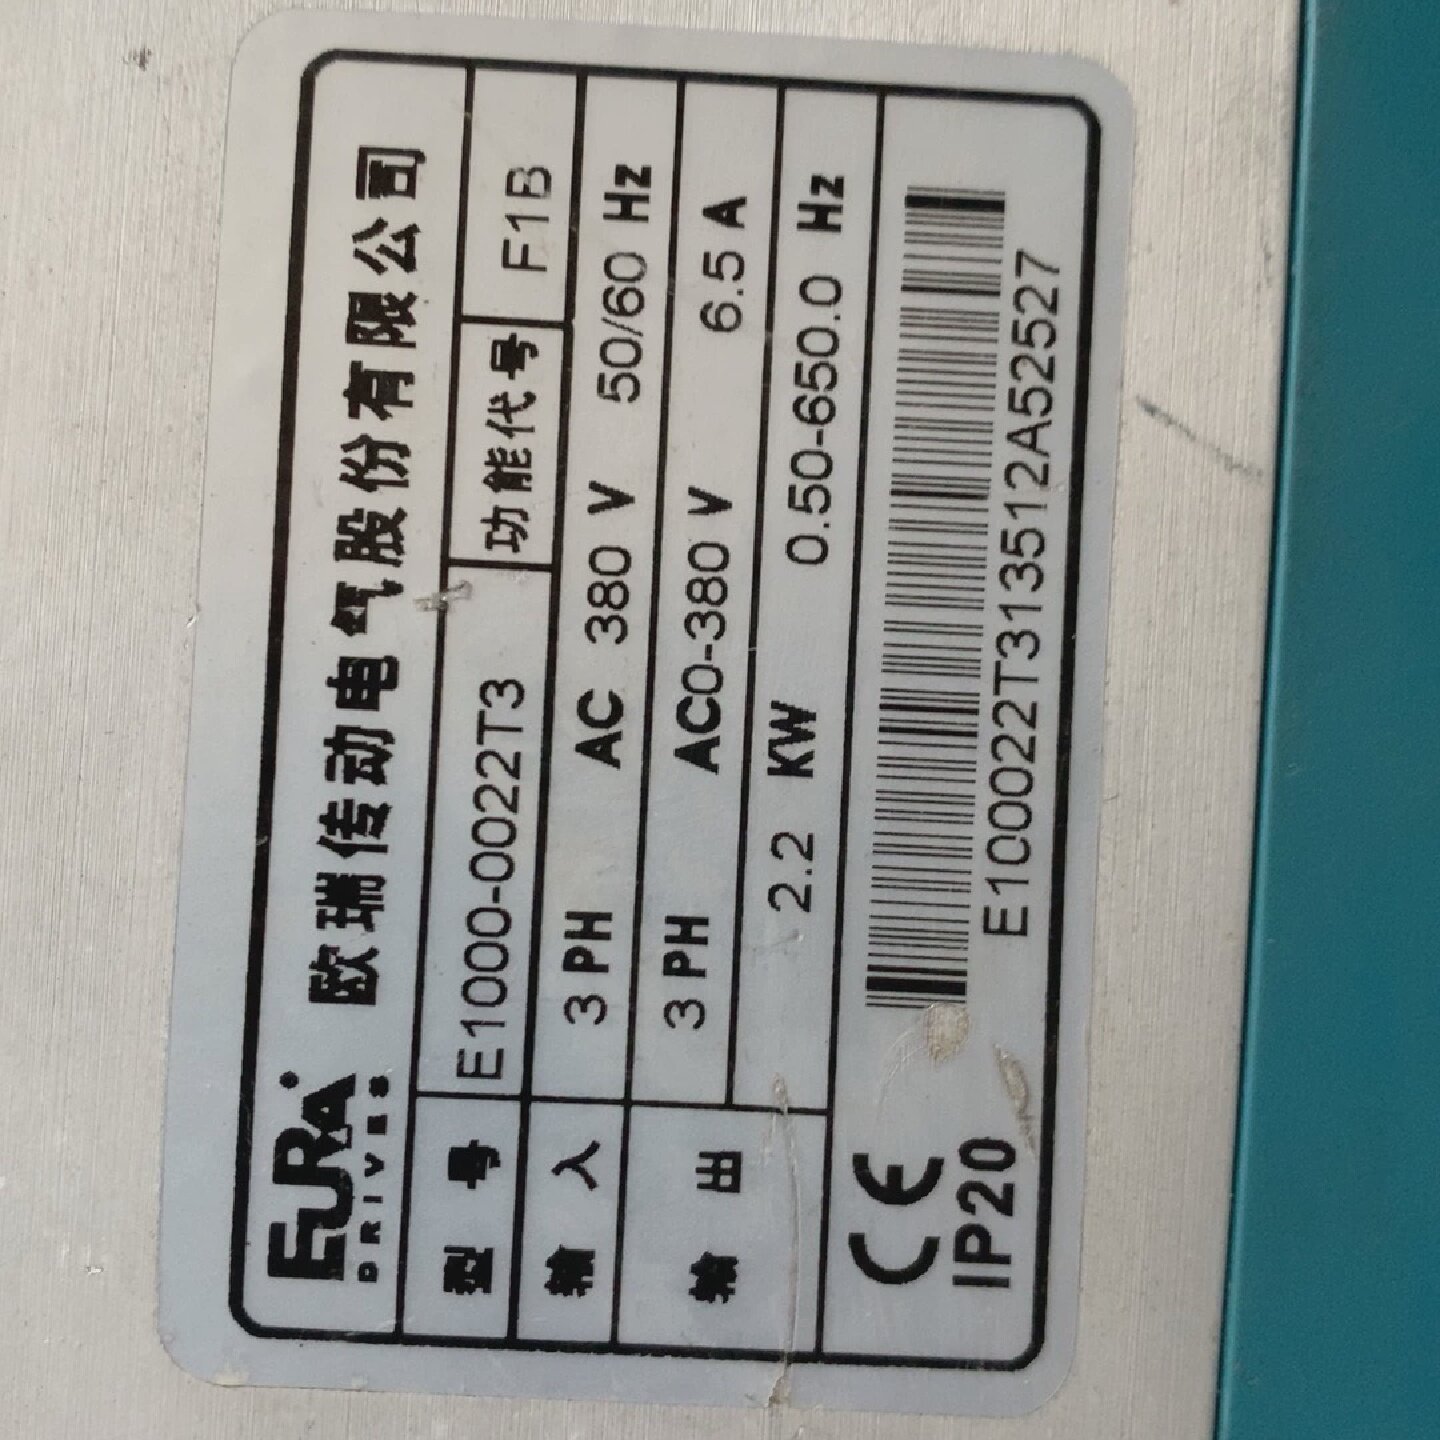 EURA DRIVES 欧瑞传动电气股份有限公司
型号 E1000-0022T3 功能代号 F1B
输入 3 PH AC 380 V 50/60 Hz
输出 3 PH AC0-380 V 6.5 A
2.2 KW 0.50-650.0 Hz
CE
IP20
E10022T313512A52527